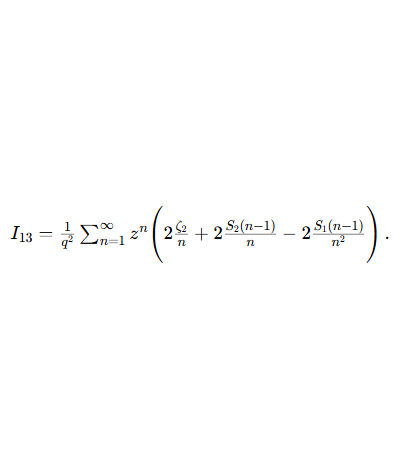 $I_{13} = \frac{1}{q^2} \sum_{n=1}^{\infty} z^n \left( 2\frac{\zeta_2}{n} + 2\frac{S_2(n-1)}{n} - 2\frac{S_1(n-1)}{n^2} \right).$